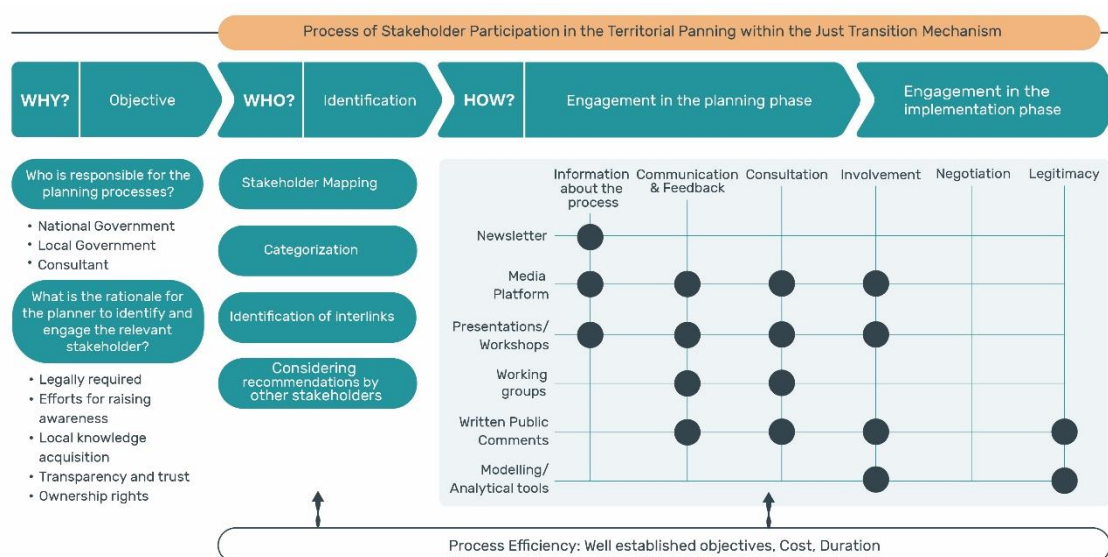 Process of Stakeholder Participation in the Territorial Panning within the Just Transition Mechanism
WHY?
Objective
WHO?
Identification
HOW?
Engagement in the planning phase
Engagement in the
implementation phase
Who is responsible for the
planning processes?
• National Government
• Local Government
• Consultant
What is the rationale for
the planner to identify and
engage the relevant
stakeholder?
• Legally required
• Efforts for raising
awareness
• Local knowledge
acquisition
• Transparency and trust
• Ownership rights
Stakeholder Mapping
Categorization
Identification of interlinks
Considering
recommendations by
other stakeholders
Information
about the
process
Communication
& Feedback
Consultation
Involvement
Negotiation
Legitimacy
Newsletter
Media
Platform
Presentations/
Workshops
Working
groups
Written Public
Comments
Modelling/
Analytical tools
Process Efficiency: Well established objectives, Cost, Duration